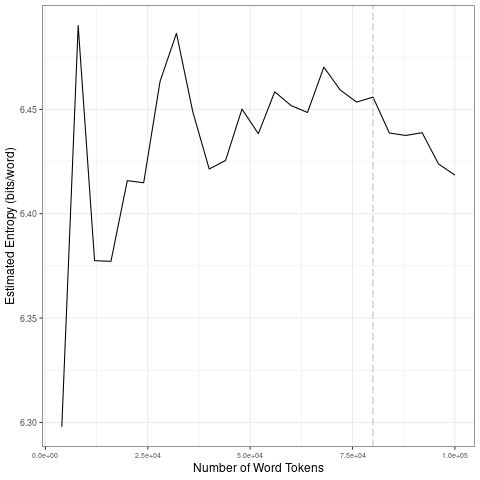 Estimated Entropy (bits/word)
6.45
6.40
6.35
6.30
0.0e+00 2.5e+04 5.0e+04 7.5e+04 1.0e+05
Number of Word Tokens